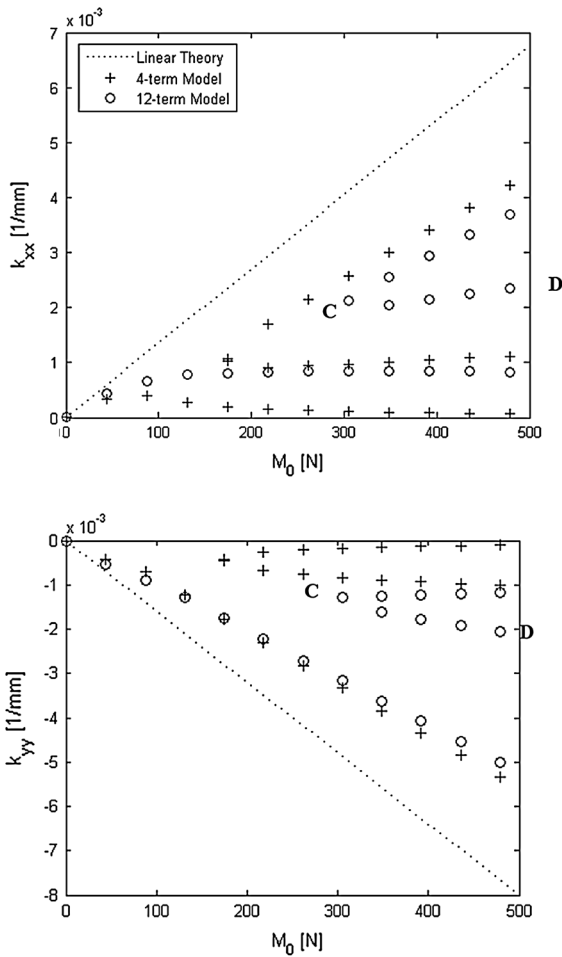 x 10-3
7
6
5
4
3
2
1
0
kxx [1/mm]
Linear Theory
4-term Model
12-term Model
C
D
0 100 200 300 400 500
M0 [N]
x 10-3
0
-1
-2
-3
-4
-5
-6
-7
-8
kyy [1/mm]
C
D
0 100 200 300 400 500
M0 [N]